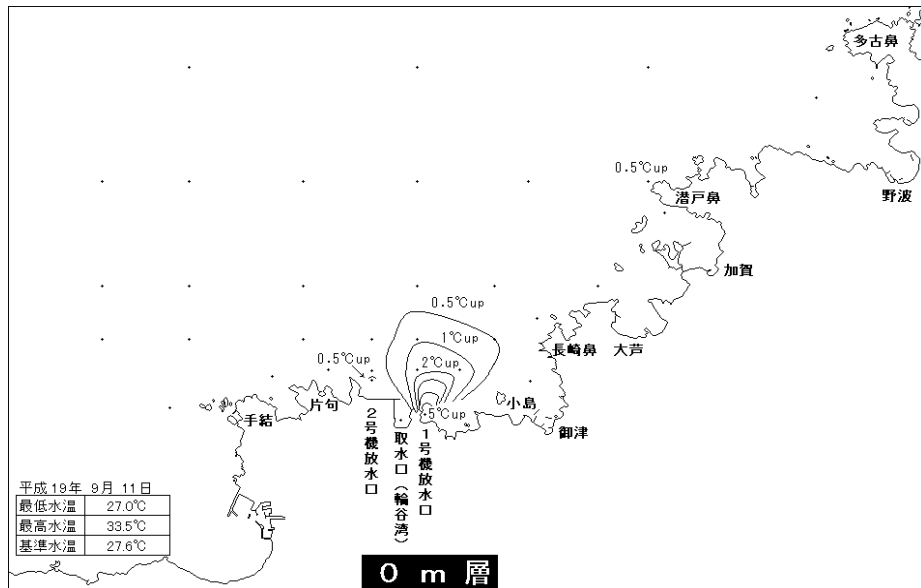 多古鼻
0.5℃up
潜戸鼻
野波
加賀
0.5℃up
1℃up
長崎鼻
大芦
0.5℃up
2℃up
手結
片句
5℃up
小島
御津
2号機放水口
取水口（輪谷湾）
1号機放水口
平成19年 9月 11日
最低水温 27.0℃
最高水温 33.5℃
基準水温 27.6℃
0 m 層